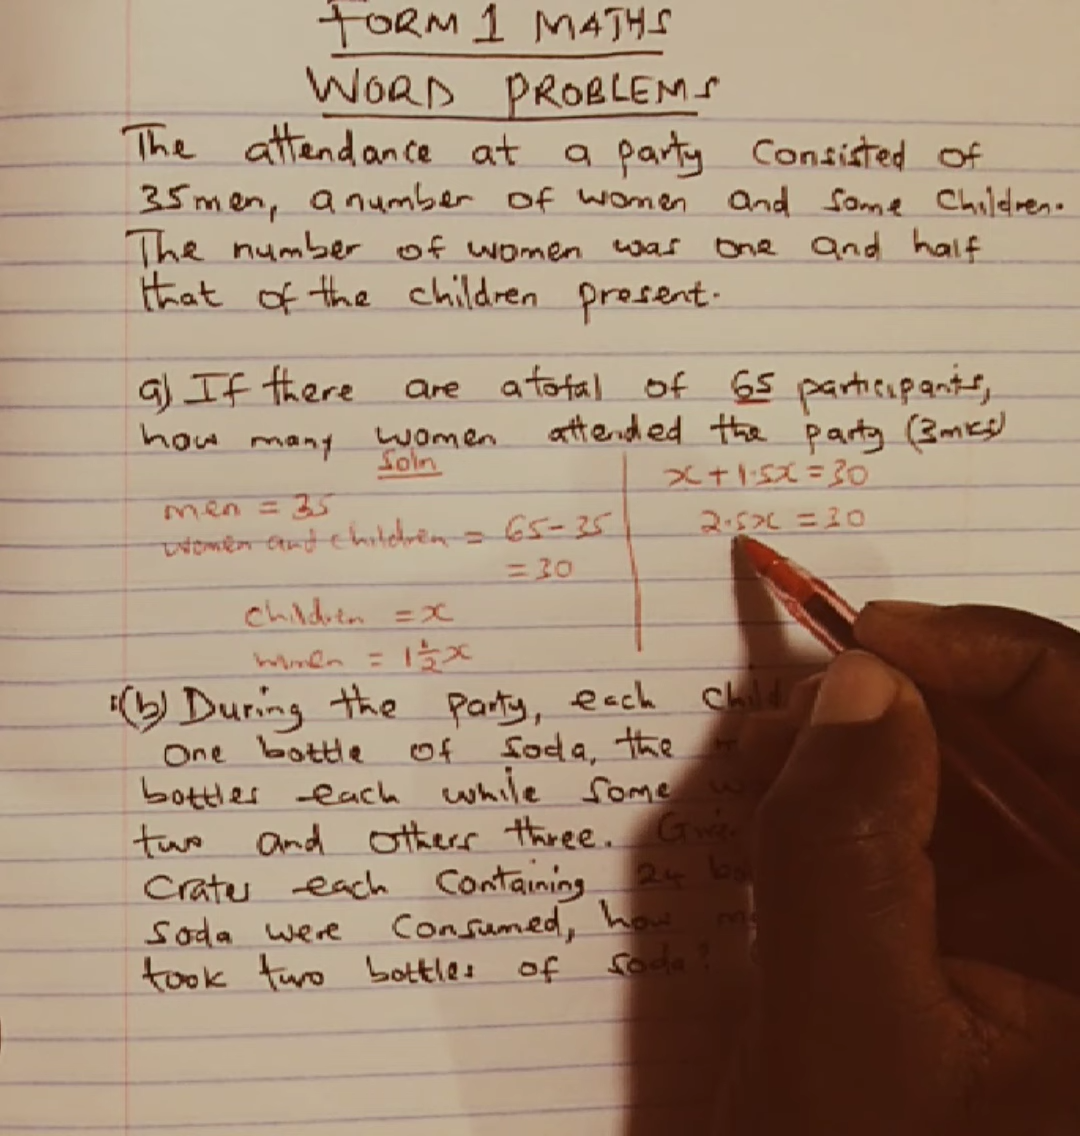 FORM 1 MATHS
WORD PROBLEMS
The attendance at a party consisted of
35 men, a number of women and some children.
The number of women was one and half
that of the children present.
a) If there are a total of 65 participants,
how many women attended the party (3mks)
Soln
men = 35
women and children = 65-35
= 30
children = x
women = 1½x
x + 1.5x = 30
2.5x = 30
(b) During the party, each child
one bottle of soda, the
bottles each while some
two and others three.
Crates each containing 24
soda were consumed, how
took two bottles of soda?